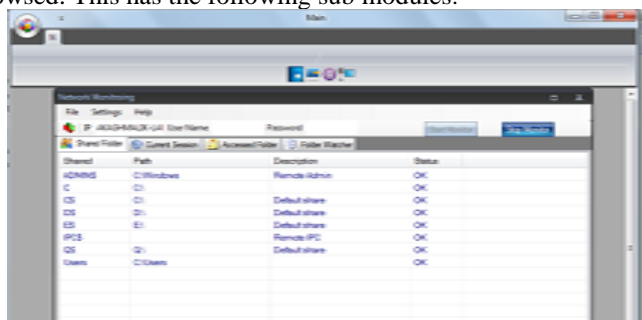 owsed. This has the following sub modules.
Main
Network Monitoring
File Settings Help
IP User Name Password Start Monitor Stop Monitor
Shared Folder Current Session Accessed Folder Folder Watcher
Shared Path Description Status
ADMIN$ C:\Windows Remote Admin OK
C C:\ OK
C$ C:\ Default share OK
D$ D:\ Default share OK
E$ E:\ Default share OK
IPC$ Remote IPC OK
Default share OK
Users C:\Users OK